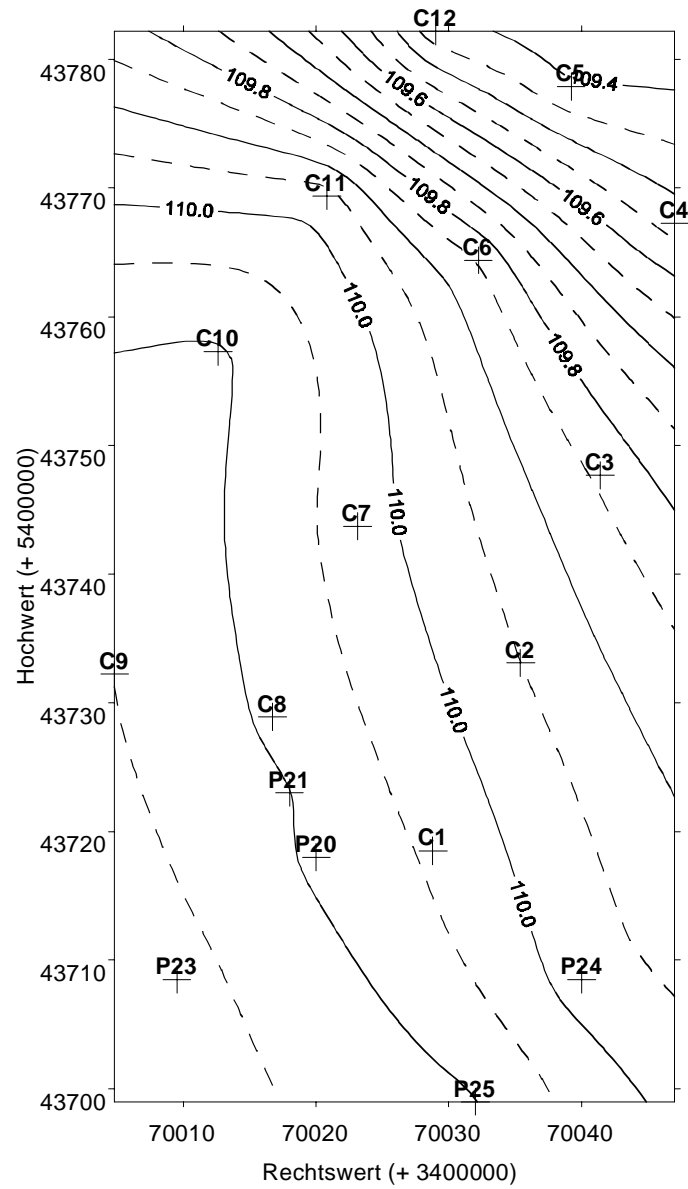 C12
43780
C5
109.4
109.8
109.6
C11
43770
109.8
109.6
C4
110.0
C6
110.0
43760
C10
109.8
43750
C3
C7
110.0
43740
Hochwert (+ 5400000)
C9
C2
43730
C8
110.0
P21
43720
P20
C1
110.0
43710
P23
P24
43700
P25
70010
70020
70030
70040
Rechtswert (+ 3400000)